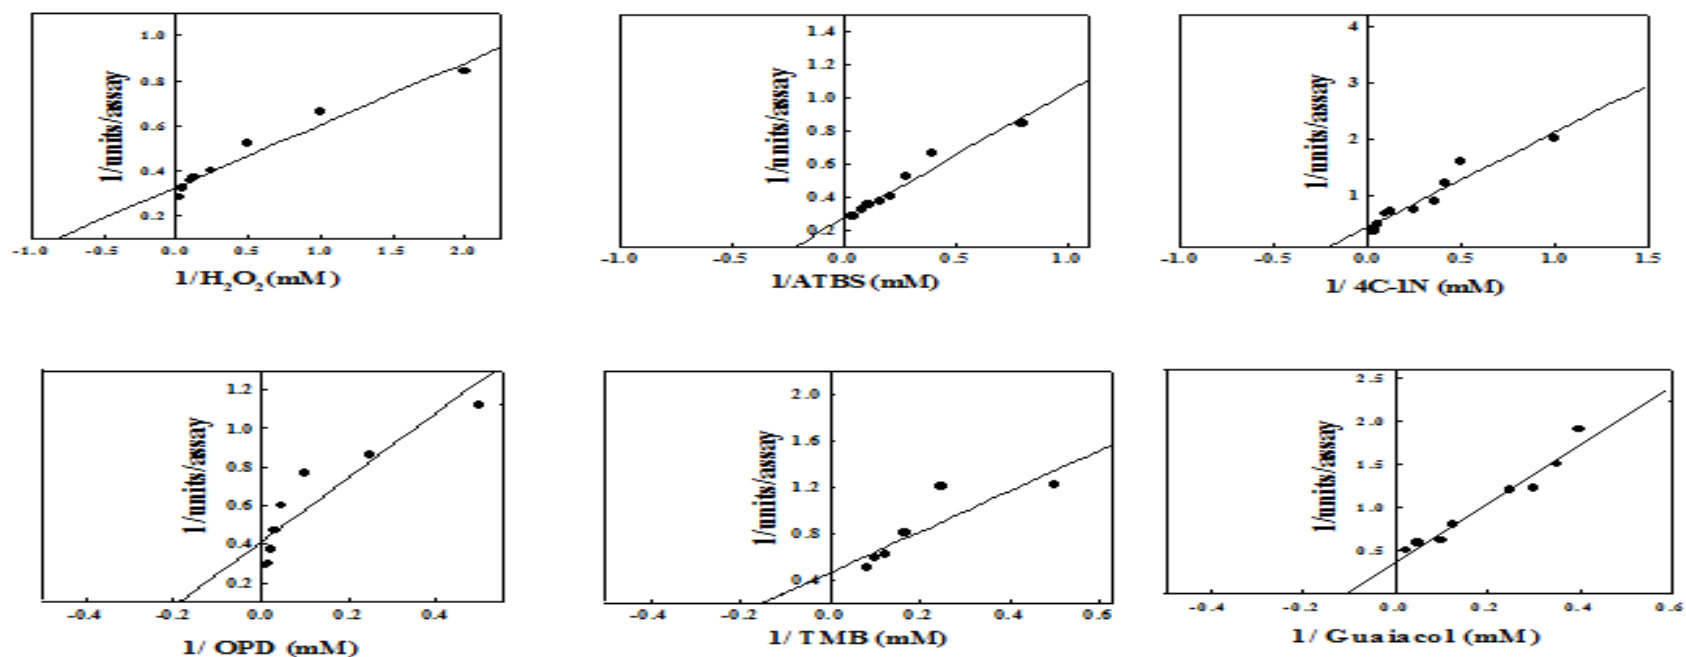 1/units/assay
1.0
0.8
0.6
0.4
0.2
-1.0 -0.5 0.0 0.5 1.0 2.0
1/H₂O₂(mM)
1/units/assay
1.4
1.2
1.0
0.8
0.6
0.4
0.2
-1.0 -0.5 0.0 0.5 1.0
1/ATBS(mM)
1/units/assay
4
3
2
1
-1.0 -0.5 0.0 0.5 1.0 1.5
1/ 4C-1N (mM)
1/units/assay
1.2
1.0
0.8
0.6
0.4
0.2
-0.4 -0.2 0.0 0.2 0.4
1/ OPD (mM)
1/units/assay
2.0
1.6
1.2
0.8
0.4
-0.4 -0.2 0.0 0.2 0.4 0.6
1/ TMB (mM)
1/units/assay
2.5
2.0
1.5
1.0
0.5
-0.4 -0.2 0.0 0.2 0.4 0.6
1/ Guaiacol (mM)